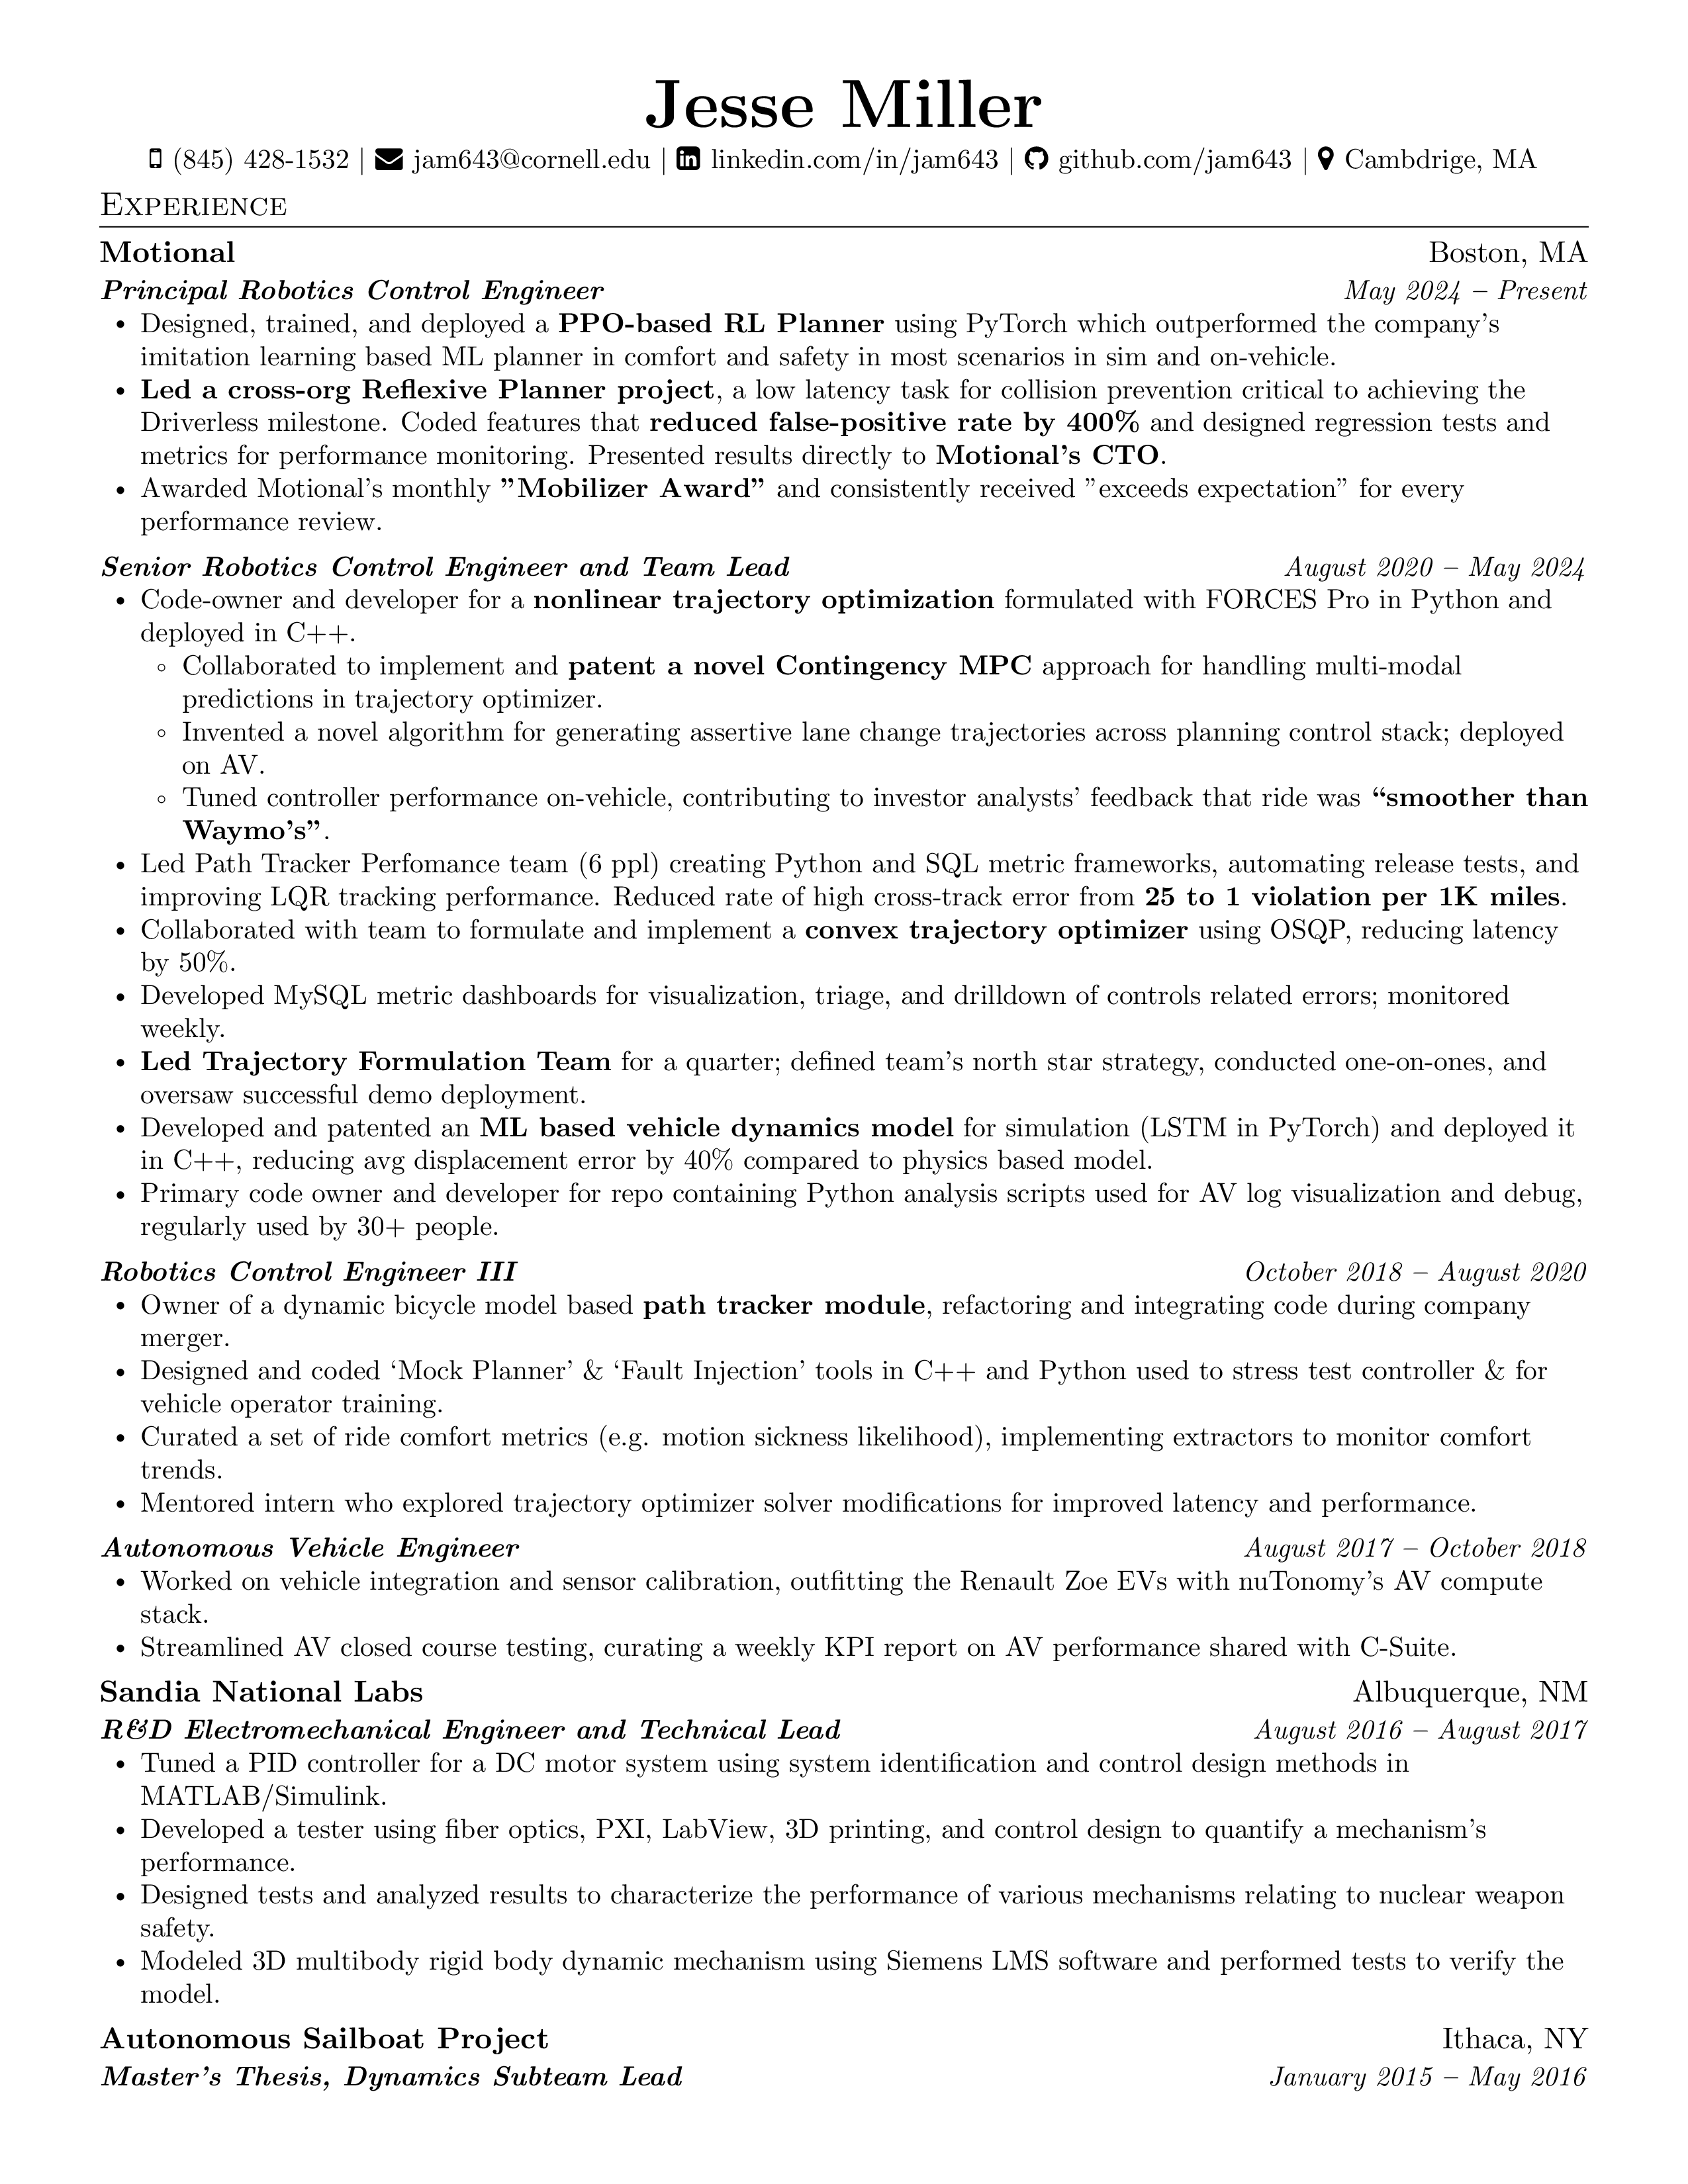 Jesse Miller
(845) 428-1532 | jam643@cornell.edu | linkedin.com/in/jam643 | github.com/jam643 | Cambdrige, MA
Experience
Motional Boston, MA
Principal Robotics Control Engineer May 2024 – Present
• Designed, trained, and deployed a PPO-based RL Planner using PyTorch which outperformed the company's
imitation learning based ML planner in comfort and safety in most scenarios in sim and on-vehicle.
• Led a cross-org Reflexive Planner project, a low latency task for collision prevention critical to achieving the
Driverless milestone. Coded features that reduced false-positive rate by 400% and designed regression tests and
metrics for performance monitoring. Presented results directly to Motional's CTO.
• Awarded Motional's monthly ”Mobilizer Award” and consistently received ”exceeds expectation” for every
performance review.
Senior Robotics Control Engineer and Team Lead August 2020 – May 2024
• Code-owner and developer for a nonlinear trajectory optimization formulated with FORCES Pro in Python and
deployed in C++.
◦ Collaborated to implement and patent a novel Contingency MPC approach for handling multi-modal
predictions in trajectory optimizer.
◦ Invented a novel algorithm for generating assertive lane change trajectories across planning control stack; deployed
on AV.
◦ Tuned controller performance on-vehicle, contributing to investor analysts' feedback that ride was “smoother than
Waymo's”.
• Led Path Tracker Perfomance team (6 ppl) creating Python and SQL metric frameworks, automating release tests, and
improving LQR tracking performance. Reduced rate of high cross-track error from 25 to 1 violation per 1K miles.
• Collaborated with team to formulate and implement a convex trajectory optimizer using OSQP, reducing latency
by 50%.
• Developed MySQL metric dashboards for visualization, triage, and drilldown of controls related errors; monitored
weekly.
• Led Trajectory Formulation Team for a quarter; defined team's north star strategy, conducted one-on-ones, and
oversaw successful demo deployment.
• Developed and patented an ML based vehicle dynamics model for simulation (LSTM in PyTorch) and deployed it
in C++, reducing avg displacement error by 40% compared to physics based model.
• Primary code owner and developer for repo containing Python analysis scripts used for AV log visualization and debug,
regularly used by 30+ people.
Robotics Control Engineer III October 2018 – August 2020
• Owner of a dynamic bicycle model based path tracker module, refactoring and integrating code during company
merger.
• Designed and coded ‘Mock Planner’ & ‘Fault Injection’ tools in C++ and Python used to stress test controller & for
vehicle operator training.
• Curated a set of ride comfort metrics (e.g. motion sickness likelihood), implementing extractors to monitor comfort
trends.
• Mentored intern who explored trajectory optimizer solver modifications for improved latency and performance.
Autonomous Vehicle Engineer August 2017 – October 2018
• Worked on vehicle integration and sensor calibration, outfitting the Renault Zoe EVs with nuTonomy's AV compute
stack.
• Streamlined AV closed course testing, curating a weekly KPI report on AV performance shared with C-Suite.
Sandia National Labs Albuquerque, NM
R&D Electromechanical Engineer and Technical Lead August 2016 – August 2017
• Tuned a PID controller for a DC motor system using system identification and control design methods in
MATLAB/Simulink.
• Developed a tester using fiber optics, PXI, LabView, 3D printing, and control design to quantify a mechanism's
performance.
• Designed tests and analyzed results to characterize the performance of various mechanisms relating to nuclear weapon
safety.
• Modeled 3D multibody rigid body dynamic mechanism using Siemens LMS software and performed tests to verify the
model.
Autonomous Sailboat Project Ithaca, NY
Master's Thesis, Dynamics Subteam Lead January 2015 – May 2016